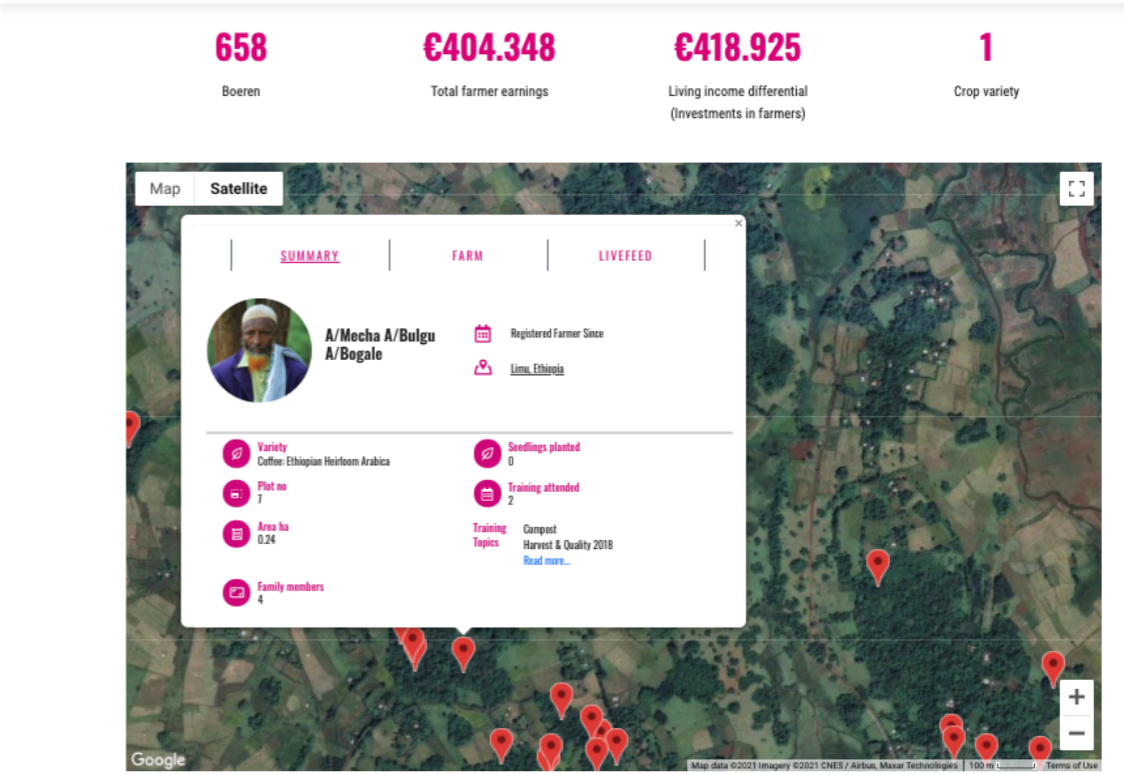 658
Boeren
€404.348
Total farmer earnings
€418.925
Living income differential
(Investments in farmers)
1
Crop variety
Map
Satellite
SUMMARY
FARM
LIVEFEED
A/Mecha A/Bulgu
A/Bogale
Registered Farmer Since
Limu, Ethiopia
Variety
Coffee: Ethiopian Heirloom Arabica
Seedlings planted
0
Plot no
7
Training attended
2
Area ha
0.24
Training
Topics
Compost
Harvest & Quality 2018
Read more...
Family members
4
Google
Map data ©2021 Imagery ©2021 CNES / Airbus, Maxar Technologies
100 m
Terms of Use